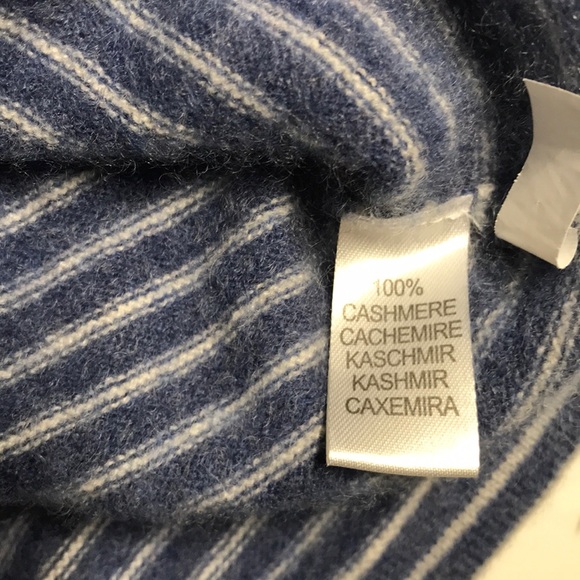 100%
CASHMERE
CACHEMIRE
KASCHMIR
KASHMIR
CAXEMIRA